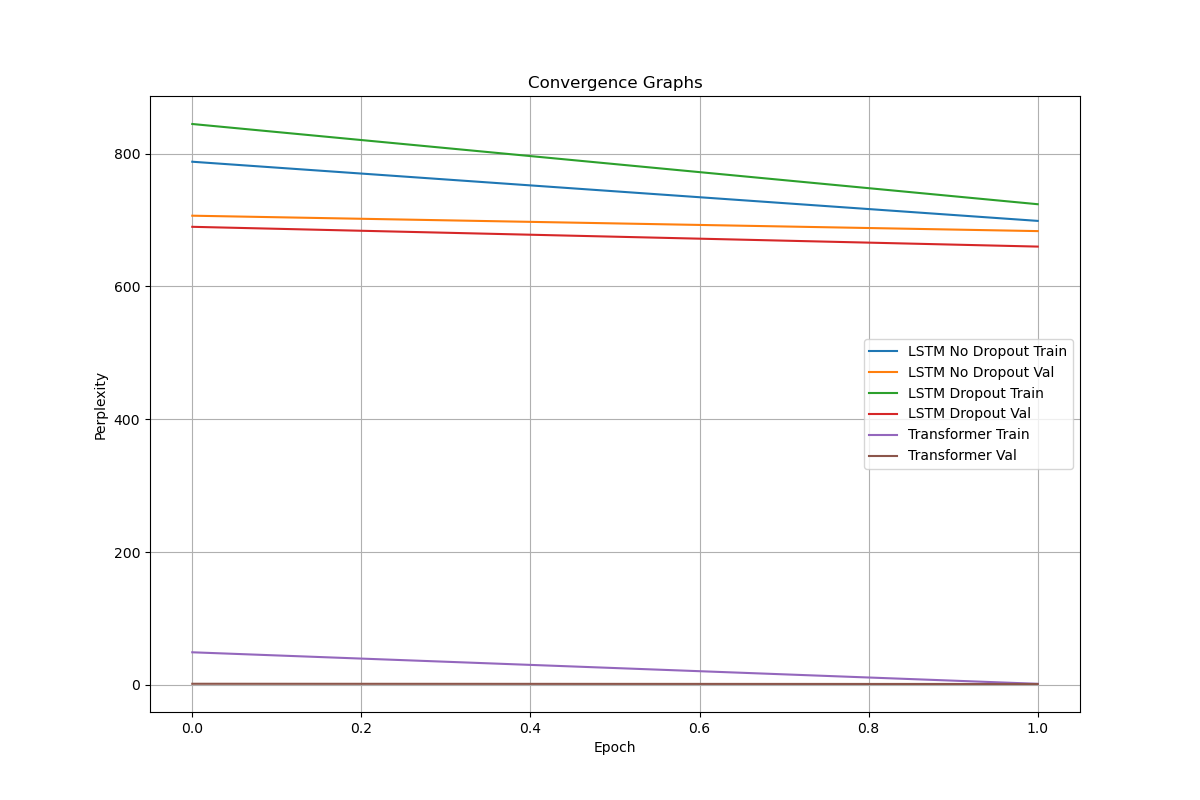 Convergence Graphs
800
600
400
200
0
Perplexity
LSTM No Dropout Train
LSTM No Dropout Val
LSTM Dropout Train
LSTM Dropout Val
Transformer Train
Transformer Val
0.0 0.2 0.4 0.6 0.8 1.0
Epoch